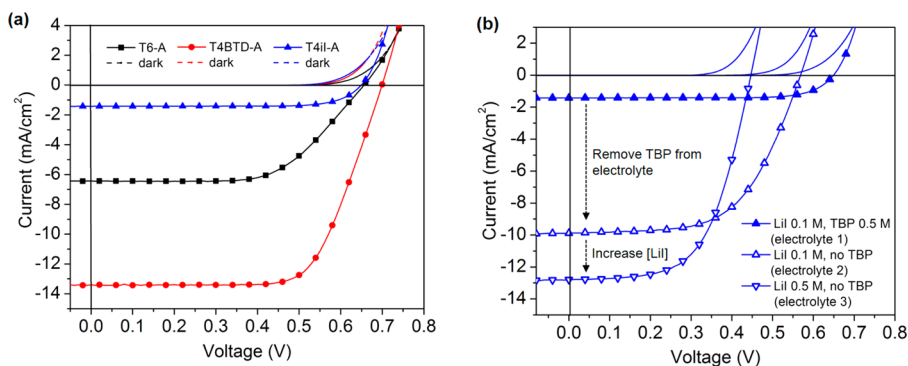 (a)
T6-A T4BTD-A T4iI-A
dark dark dark
4
2
0
-2
-4
-6
-8
-10
-12
-14
Current (mA/cm²)
0.0 0.1 0.2 0.3 0.4 0.5 0.6 0.7 0.8
Voltage (V)
(b)
2
0
-2
-4
-6
-8
-10
-12
-14
-16
Current (mA/cm²)
Remove TBP from
electrolyte
Increase [LiI]
LiI 0.1 M, TBP 0.5 M
(electrolyte 1)
LiI 0.1 M, no TBP
(electrolyte 2)
LiI 0.5 M, no TBP
(electrolyte 3)
0.0 0.1 0.2 0.3 0.4 0.5 0.6 0.7 0.8
Voltage (V)